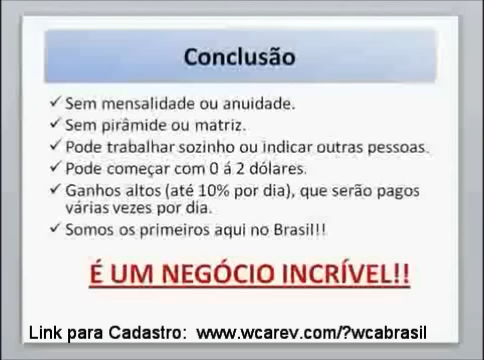 Conclusão
✓ Sem mensalidade ou anuidade.
✓ Sem pirâmide ou matriz.
✓ Pode trabalhar sozinho ou indicar outras pessoas.
✓ Pode começar com 0 á 2 dólares.
✓ Ganhos altos (até 10% por dia), que serão pagos
várias vezes por dia.
✓ Somos os primeiros aqui no Brasil!!
É UM NEGÓCIO INCRÍVEL!!
Link para Cadastro: www.wcarev.com/?wcabrasil